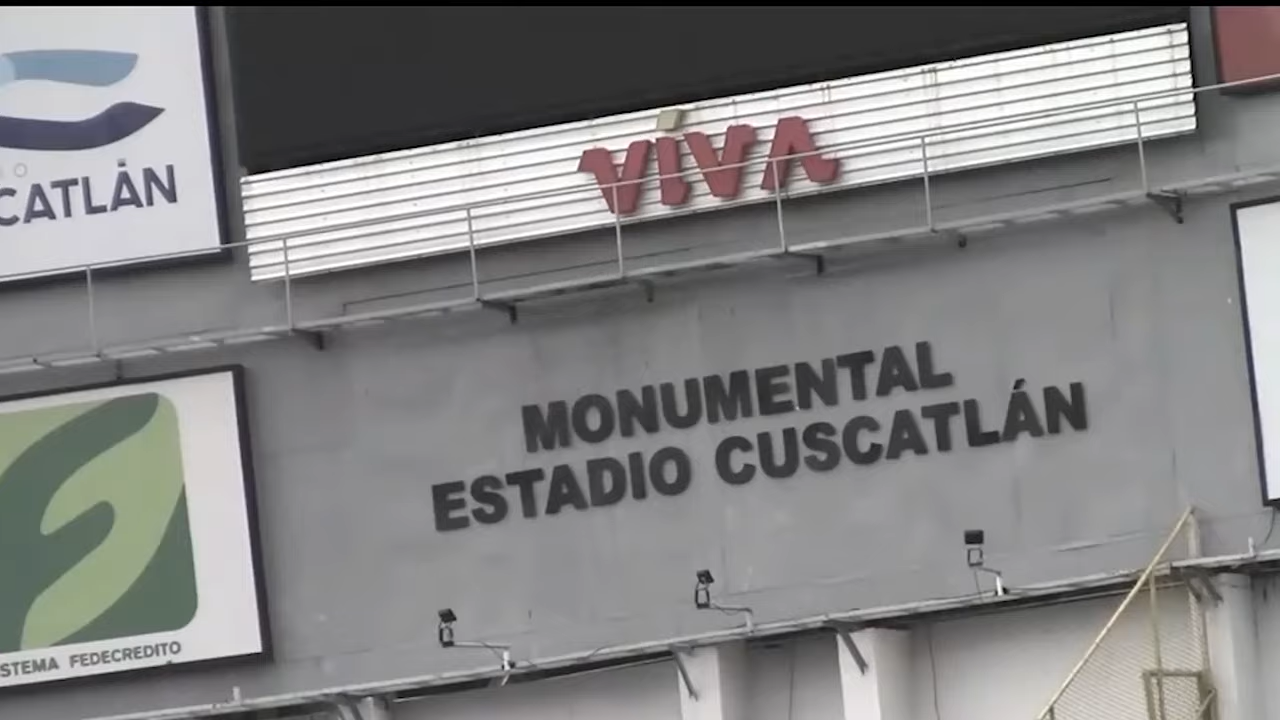 CATLÁN
VIVA
MONUMENTAL
ESTADIO CUSCATLÁN
STEMA FEDECREDITO